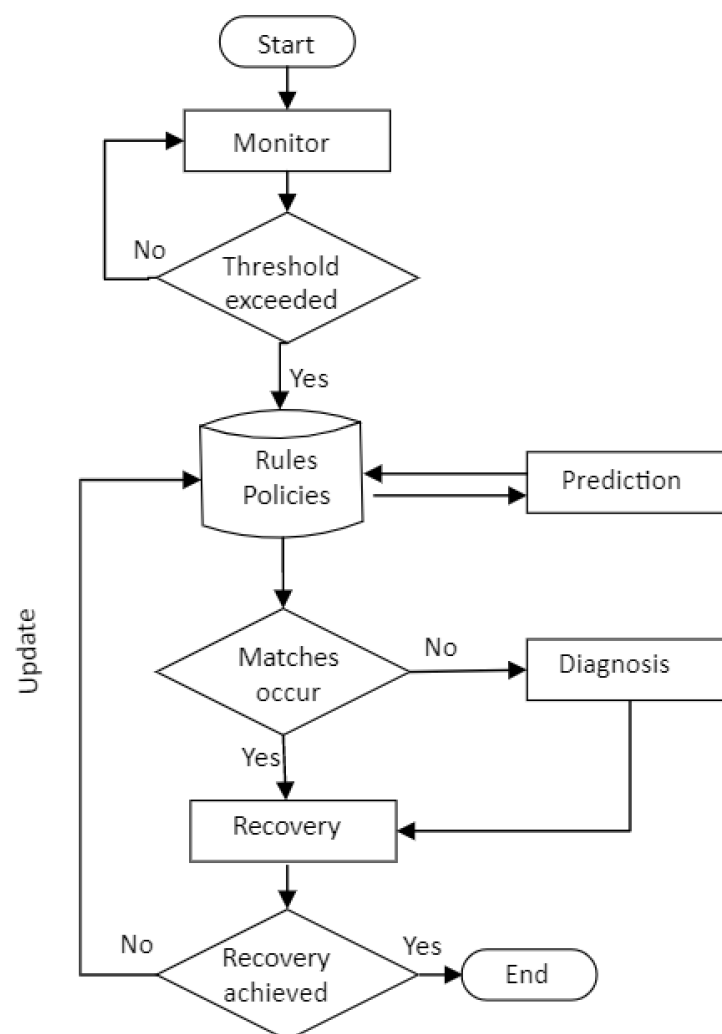 Start
Monitor
No
Threshold
exceeded
Yes
Rules
Policies
Prediction
Update
Matches
occur
No
Diagnosis
Yes
Recovery
No
Recovery
achieved
Yes
End